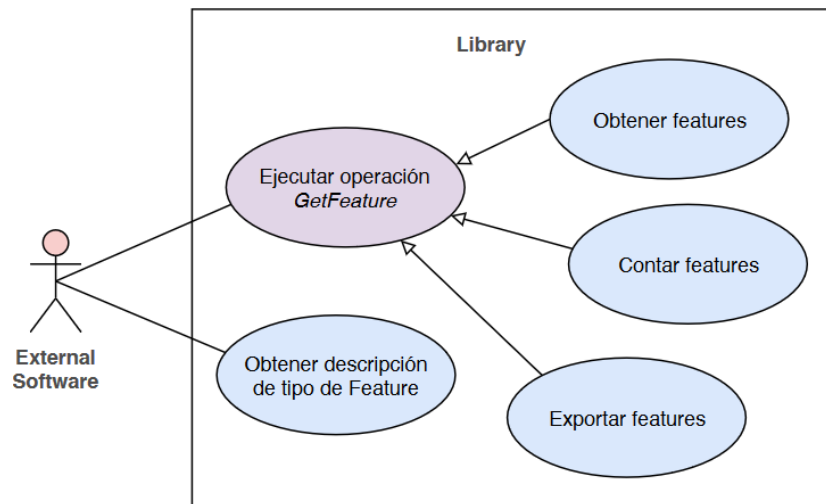 Library
Obtener features
Ejecutar operación
GetFeature
Contar features
External
Software
Obtener descripción
de tipo de Feature
Exportar features